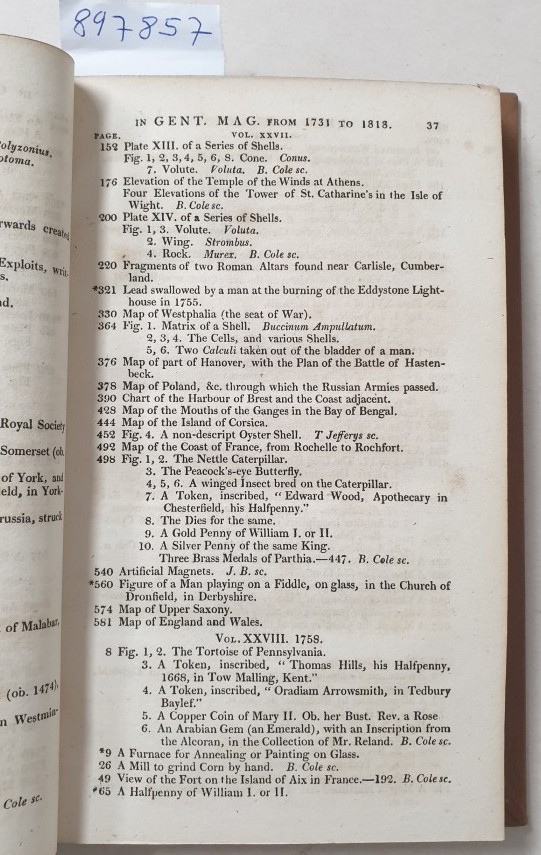 897857
olyzonius.
otoma.
rwards created
Exploits, writ-
s.
d.
Royal Society
Somerset (ob.
of York, and
eld, in York-
russia, struck
of Malabar,
(ob. 1474),
n Westmin-
Cole sc.
IN GENT. MAG. FROM 1731 TO 1818. 37
PAGE. VOL. XXVII.
152 Plate XIII. of a Series of Shells.
Fig. 1, 2, 3, 4, 5, 6, 8. Cone. Conus.
7. Volute. Voluta. B. Cole sc.
176 Elevation of the Temple of the Winds at Athens.
Four Elevations of the Tower of St. Catharine's in the Isle of
Wight. B. Cole sc.
200 Plate XIV. of a Series of Shells.
Fig. 1, 3. Volute. Voluta.
2. Wing. Strombus.
4. Rock. Murex. B. Cole sc.
220 Fragments of two Roman Altars found near Carlisle, Cumber-
land.
*321 Lead swallowed by a man at the burning of the Eddystone Light-
house in 1755.
330 Map of Westphalia (the seat of War).
364 Fig. 1. Matrix of a Shell. Buccinum Ampullatum.
2, 3, 4. The Cells, and various Shells.
5, 6. Two Calculi taken out of the bladder of a man.
376 Map of part of Hanover, with the Plan of the Battle of Hasten-
beck.
378 Map of Poland, &c. through which the Russian Armies passed.
390 Chart of the Harbour of Brest and the Coast adjacent.
428 Map of the Mouths of the Ganges in the Bay of Bengal.
444 Map of the Island of Corsica.
452 Fig. 4. A non-descript Oyster Shell. T Jefferys sc.
492 Map of the Coast of France, from Rochelle to Rochfort.
498 Fig. 1, 2. The Nettle Caterpillar.
3. The Peacock's-eye Butterfly.
4, 5, 6. A winged Insect bred on the Caterpillar.
7. A Token, inscribed, "Edward Wood, Apothecary in
Chesterfield, his Halfpenny."
8. The Dies for the same.
9. A Gold Penny of William I. or II.
10. A Silver Penny of the same King.
Three Brass Medals of Parthia.—447. B. Cole sc.
540 Artificial Magnets. J. B. sc.
*560 Figure of a Man playing on a Fiddle, on glass, in the Church of
Dronfield, in Derbyshire.
574 Map of Upper Saxony.
581 Map of England and Wales.
VOL. XXVIII. 1758.
8 Fig. 1, 2. The Tortoise of Pennsylvania.
3. A Token, inscribed, "Thomas Hills, his Halfpenny,
1668, in Tow Malling, Kent."
4. A Token, inscribed, "Oradiam Arrowsmith, in Tedbury
Baylef."
5. A Copper Coin of Mary II. Ob. her Bust. Rev. a Rose
6. An Arabian Gem (an Emerald), with an Inscription from
the Alcoran, in the Collection of Mr. Reland. B. Cole sc.
*9 A Furnace for Annealing or Painting on Glass.
26 A Mill to grind Corn by hand. B. Cole sc.
49 View of the Fort on the Island of Aix in France.—192. B. Cole sc.
*65 A Halfpenny of William I. or II.